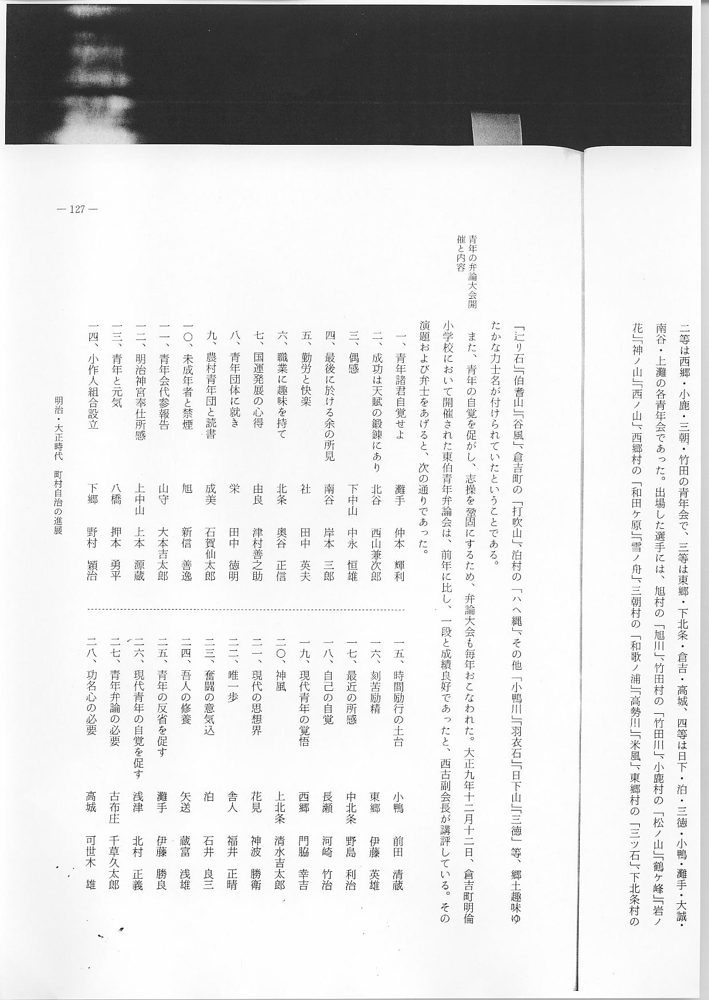 二等は西郷・小鹿・三朝・竹田の青年会で、三等は東郷・下北条・倉吉・高城、四等は日下・泊・三徳・小鴨・灘手・大誠・
南谷・上灘の各青年会であった。出場した選手には、旭村の「旭川」、竹田村の「竹田川」、小鹿村の「松ノ山」「鶴ケ峰」「岩ノ
花」「神ノ山」「西ノ山」、西郷村の「和田ケ原」「雪ノ舟」、三朝村の「和歌ノ浦」「高勢川」「米風」、東郷村の「三ツ石」、下北条村の
「辷リ石」「伯耆山」「谷風」、倉吉町の「打吹山」、泊村の「ハヘ縄」、その他「小鴨川」「羽衣石」「日下山」「三徳」等、郷土趣味ゆ
たかな力士名が付けられていたということである。
青年の弁論大会開
催と内容
また、青年の自覚を促がし、志操を鞏固にするため、弁論大会も毎年おこなわれた。大正九年十二月十二日、倉吉町明倫
小学校において開催された東伯青年弁論会は、前年に比し、一段と成績良好であったと、西古副会長が講評している。その
演題および弁士をあげると、次の通りであった。
一、青年諸君自覚せよ 灘手 仲本 輝利
二、成功は天賦の鍛錬にあり 北谷 西山兼次郎
三、偶感 下中山 中永 恒雄
四、最後に於ける余の所見 南谷 岸本 三郎
五、勤労と快楽 社 田中 英夫
六、職業に趣味を持て 北条 奥谷 正信
七、国運発展の心得 由良 津村善之助
八、青年団体に就き 栄 田中 徳明
九、農村青年団と読書 成美 石賀仙太郎
一〇、未成年者と禁煙 旭 新信 善逸
一一、青年会代参報告 山守 大本吉太郎
一二、明治神宮奉仕所感 上中山 上本 源蔵
一三、青年と元気 八橋 押本 勇平
一四、小作人組合設立 下郷 野村 潁治
一五、時間励行の土台 小鴨 前田 清蔵
一六、刻苦励精 東郷 伊藤 英雄
一七、最近の所感 中北条 野島 利治
一八、自己の自覚 長瀬 河崎 竹治
一九、現代青年の覚悟 西郷 門脇 幸吉
二〇、神風 上北条 清水吉太郎
二一、現代の思想界 花見 神波 勝衛
二二、唯一歩 舎人 福井 正晴
二三、奮闘の意気込 泊 石井 良三
二四、吾人の修養 矢送 蔵富 浅雄
二五、青年の反省を促す 灘手 伊藤 勝良
二六、現代青年の自覚を促す 浅津 北村 正義
二七、青年弁論の必要 古布庄 千草久太郎
二八、功名心の必要 高城 可世木 雄
明治・大正時代 町村自治の進展
— 127 —